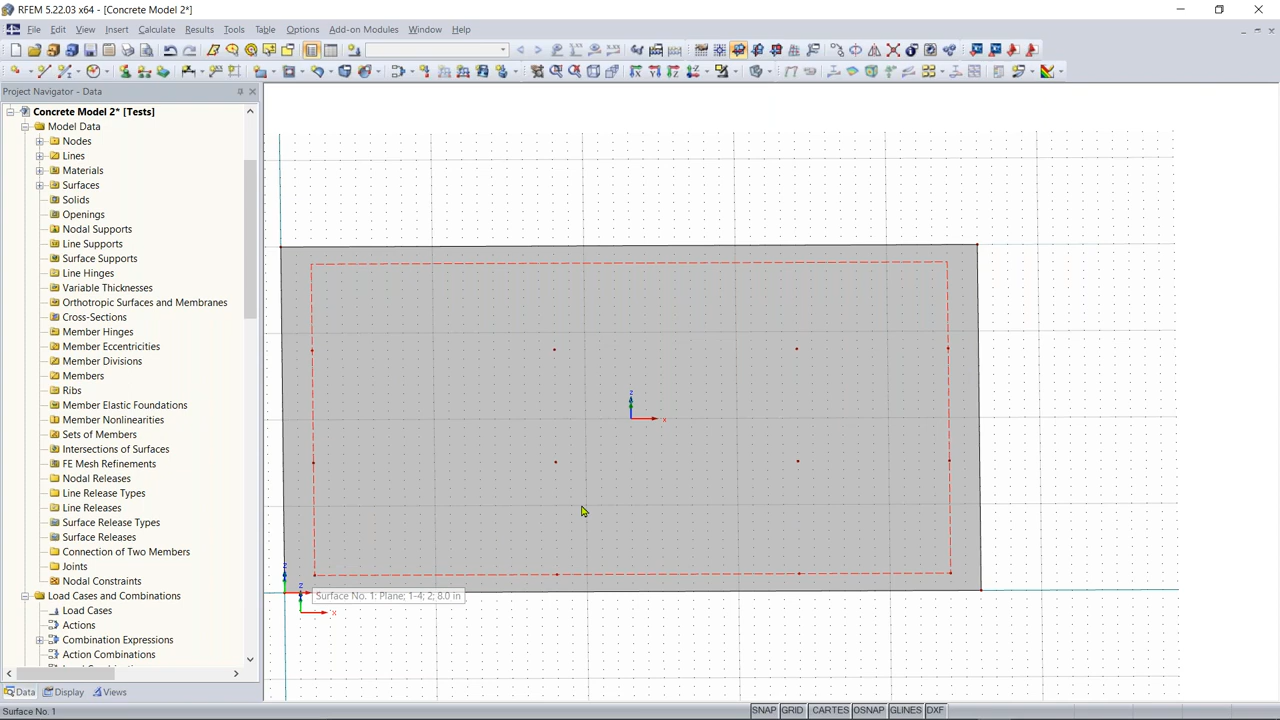 RFEM 5.22.03 x64 - [Concrete Model 2*]
File Edit View Insert Calculate Results Tools Table Options Add-on Modules Window Help
Project Navigator - Data
Concrete Model 2* [Tests]
Model Data
Nodes
Lines
Materials
Surfaces
Solids
Openings
Nodal Supports
Line Supports
Surface Supports
Line Hinges
Variable Thicknesses
Orthotropic Surfaces and Membranes
Cross-Sections
Member Hinges
Member Eccentricities
Member Divisions
Members
Ribs
Member Elastic Foundations
Member Nonlinearities
Sets of Members
Intersections of Surfaces
FE Mesh Refinements
Nodal Releases
Line Release Types
Line Releases
Surface Release Types
Surface Releases
Connection of Two Members
Joints
Nodal Constraints
Load Cases and Combinations
Load Cases
Actions
Combination Expressions
Action Combinations
z
x
z
z
x
Surface No. 1: Plane; 1-4; 2; 8.0 in
Data Display Views
Surface No. 1
SNAP GRID CARTES OSNAP GLINES DXF